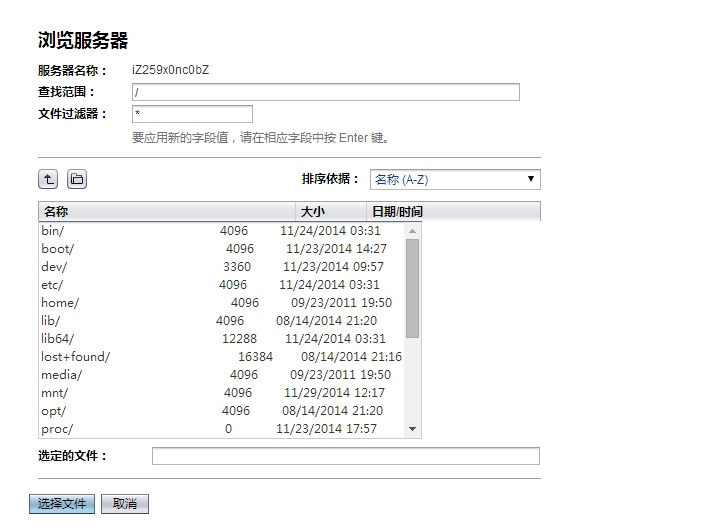 浏览服务器
服务器名称： iZ259x0nc0bZ
查找范围： /
文件过滤器： *
要应用新的字段值，请在相应字段中按 Enter 键。
排序依据： 名称 (A-Z)
名称 大小 日期/时间
bin/ 4096 11/24/2014 03:31
boot/ 4096 11/23/2014 14:27
dev/ 3360 11/23/2014 09:57
etc/ 4096 11/24/2014 03:31
home/ 4096 09/23/2011 19:50
lib/ 4096 08/14/2014 21:20
lib64/ 12288 11/24/2014 03:31
lost+found/ 16384 08/14/2014 21:16
media/ 4096 09/23/2011 19:50
mnt/ 4096 11/29/2014 12:17
opt/ 4096 08/14/2014 21:20
proc/ 0 11/23/2014 17:57
选定的文件：
选择文件 取消